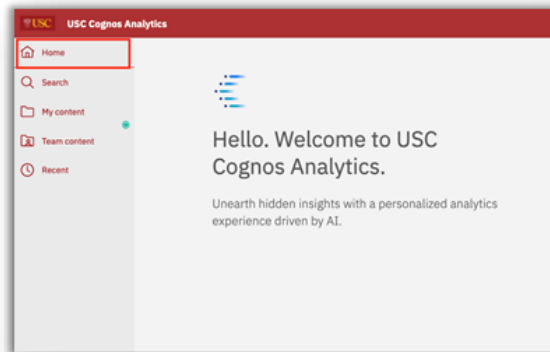 USC USC Cognos Analytics
Home
Search
My content
Team content
Recent
Hello. Welcome to USC
Cognos Analytics.
Unearth hidden insights with a personalized analytics
experience driven by AI.